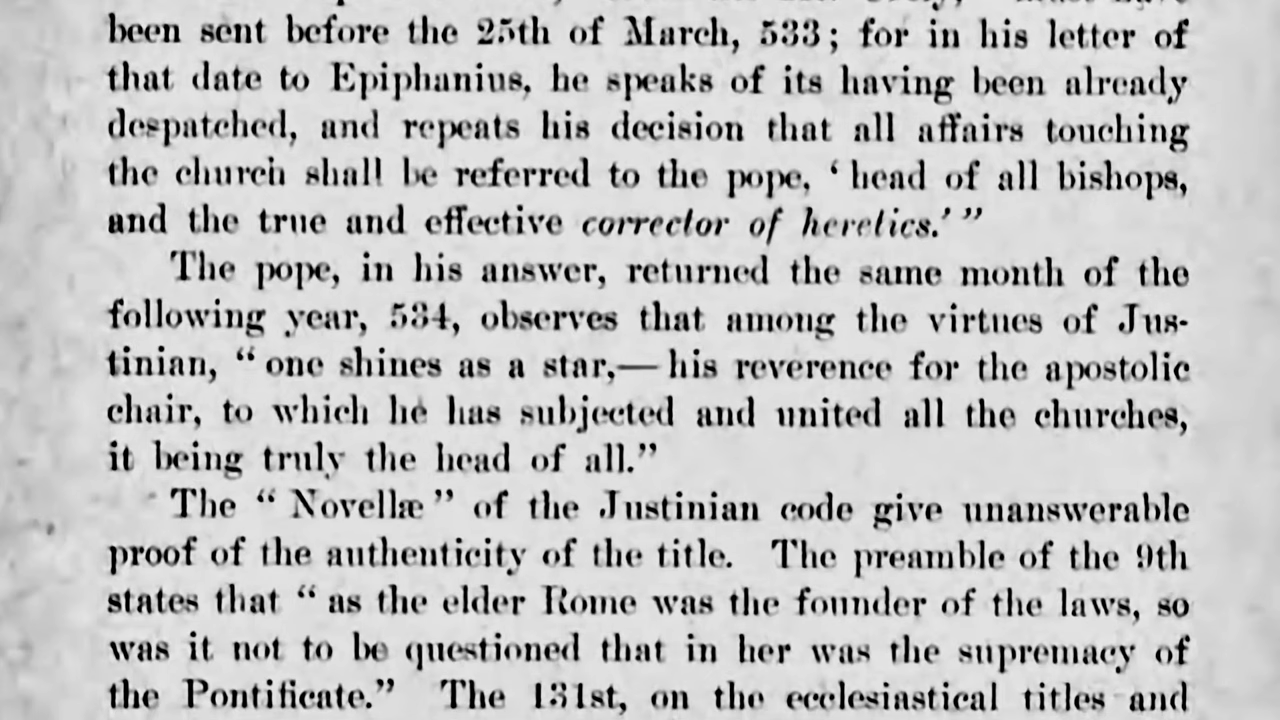 been sent before the 25th of March, 533; for in his letter of
that date to Epiphanius, he speaks of its having been already
despatched, and repeats his decision that all affairs touching
the church shall be referred to the pope, ‘head of all bishops,
and the true and effective corrector of heretics.’”
The pope, in his answer, returned the same month of the
following year, 534, observes that among the virtues of Jus-
tinian, “one shines as a star,—his reverence for the apostolic
chair, to which he has subjected and united all the churches,
it being truly the head of all.”
The “Novellæ” of the Justinian code give unanswerable
proof of the authenticity of the title. The preamble of the 9th
states that “as the elder Rome was the founder of the laws, so
was it not to be questioned that in her was the supremacy of
the Pontificate.” The 131st, on the ecclesiastical titles and